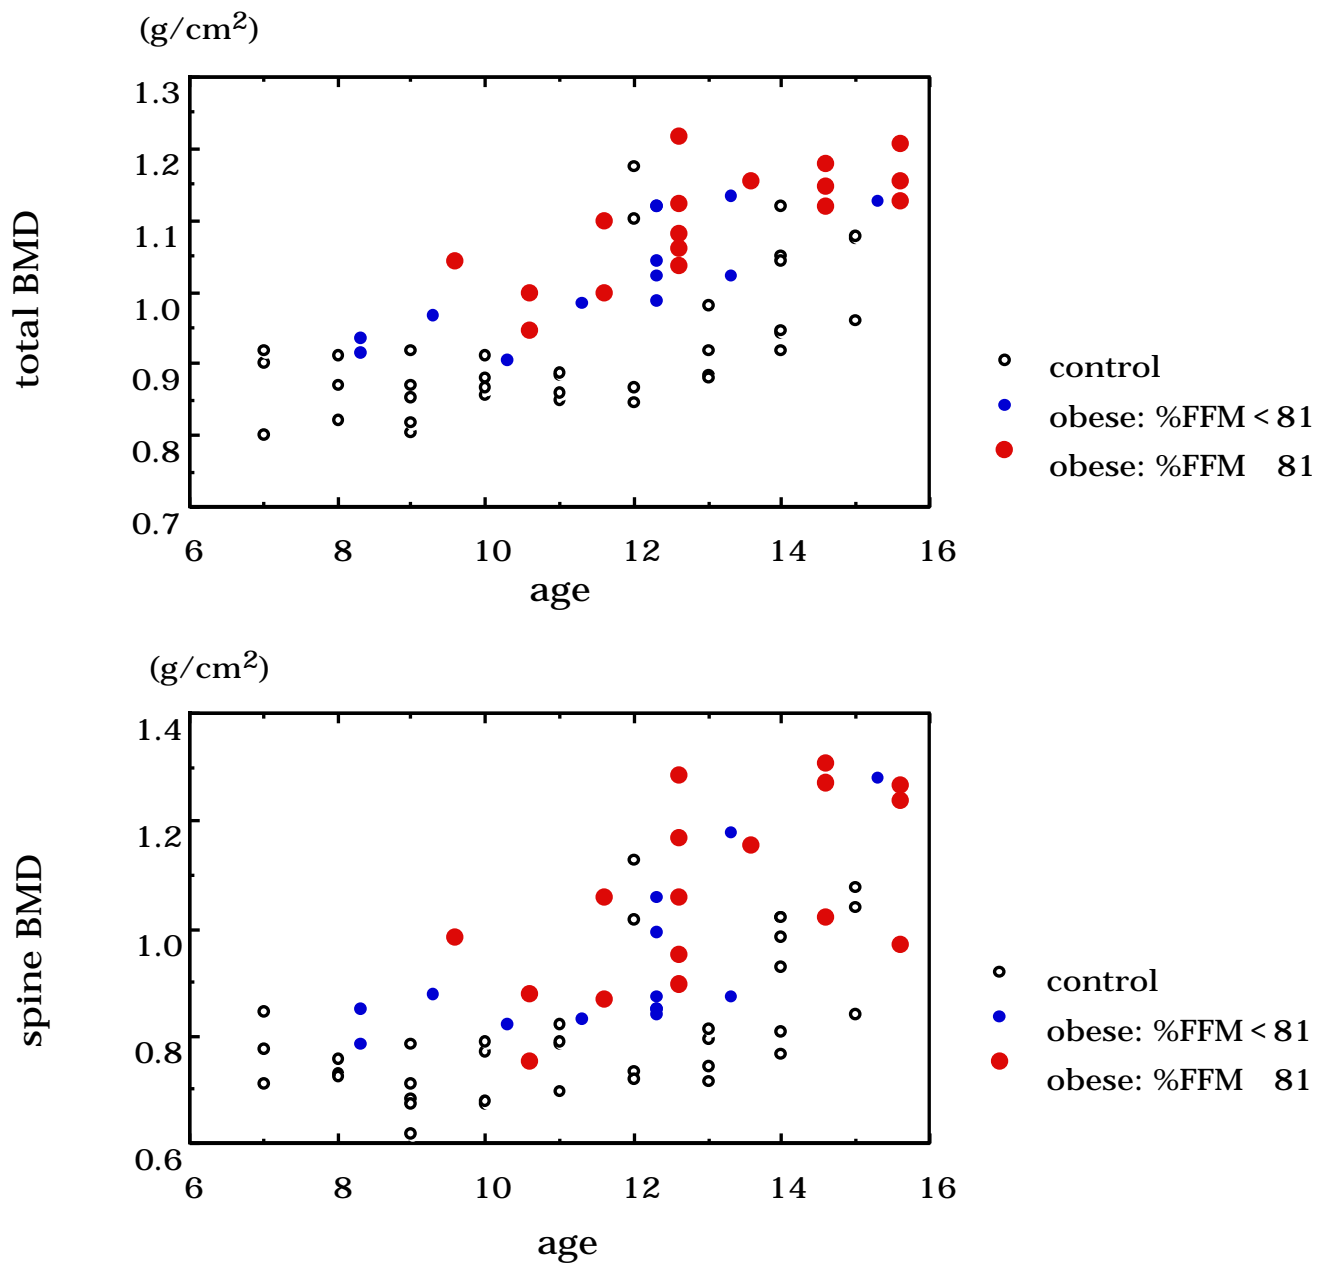 (g/cm²)
1.3
1.2
1.1
1.0
0.9
0.8
0.7
total BMD
6 8 10 12 14 16
age
control
obese: %FFM < 81
obese: %FFM 81
(g/cm²)
1.4
1.2
1.0
0.8
0.6
spine BMD
6 8 10 12 14 16
age
control
obese: %FFM < 81
obese: %FFM 81